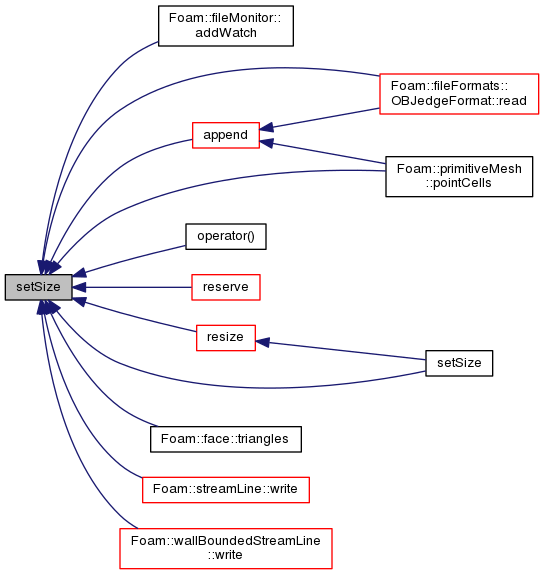 Foam::fileMonitor::
addWatch
Foam::fileFormats::
OBJedgeFormat::read
append
Foam::primitiveMesh
::pointCells
operator()
setSize
reserve
resize
setSize
Foam::face::triangles
Foam::streamLine::write
Foam::wallBoundedStreamLine
::write